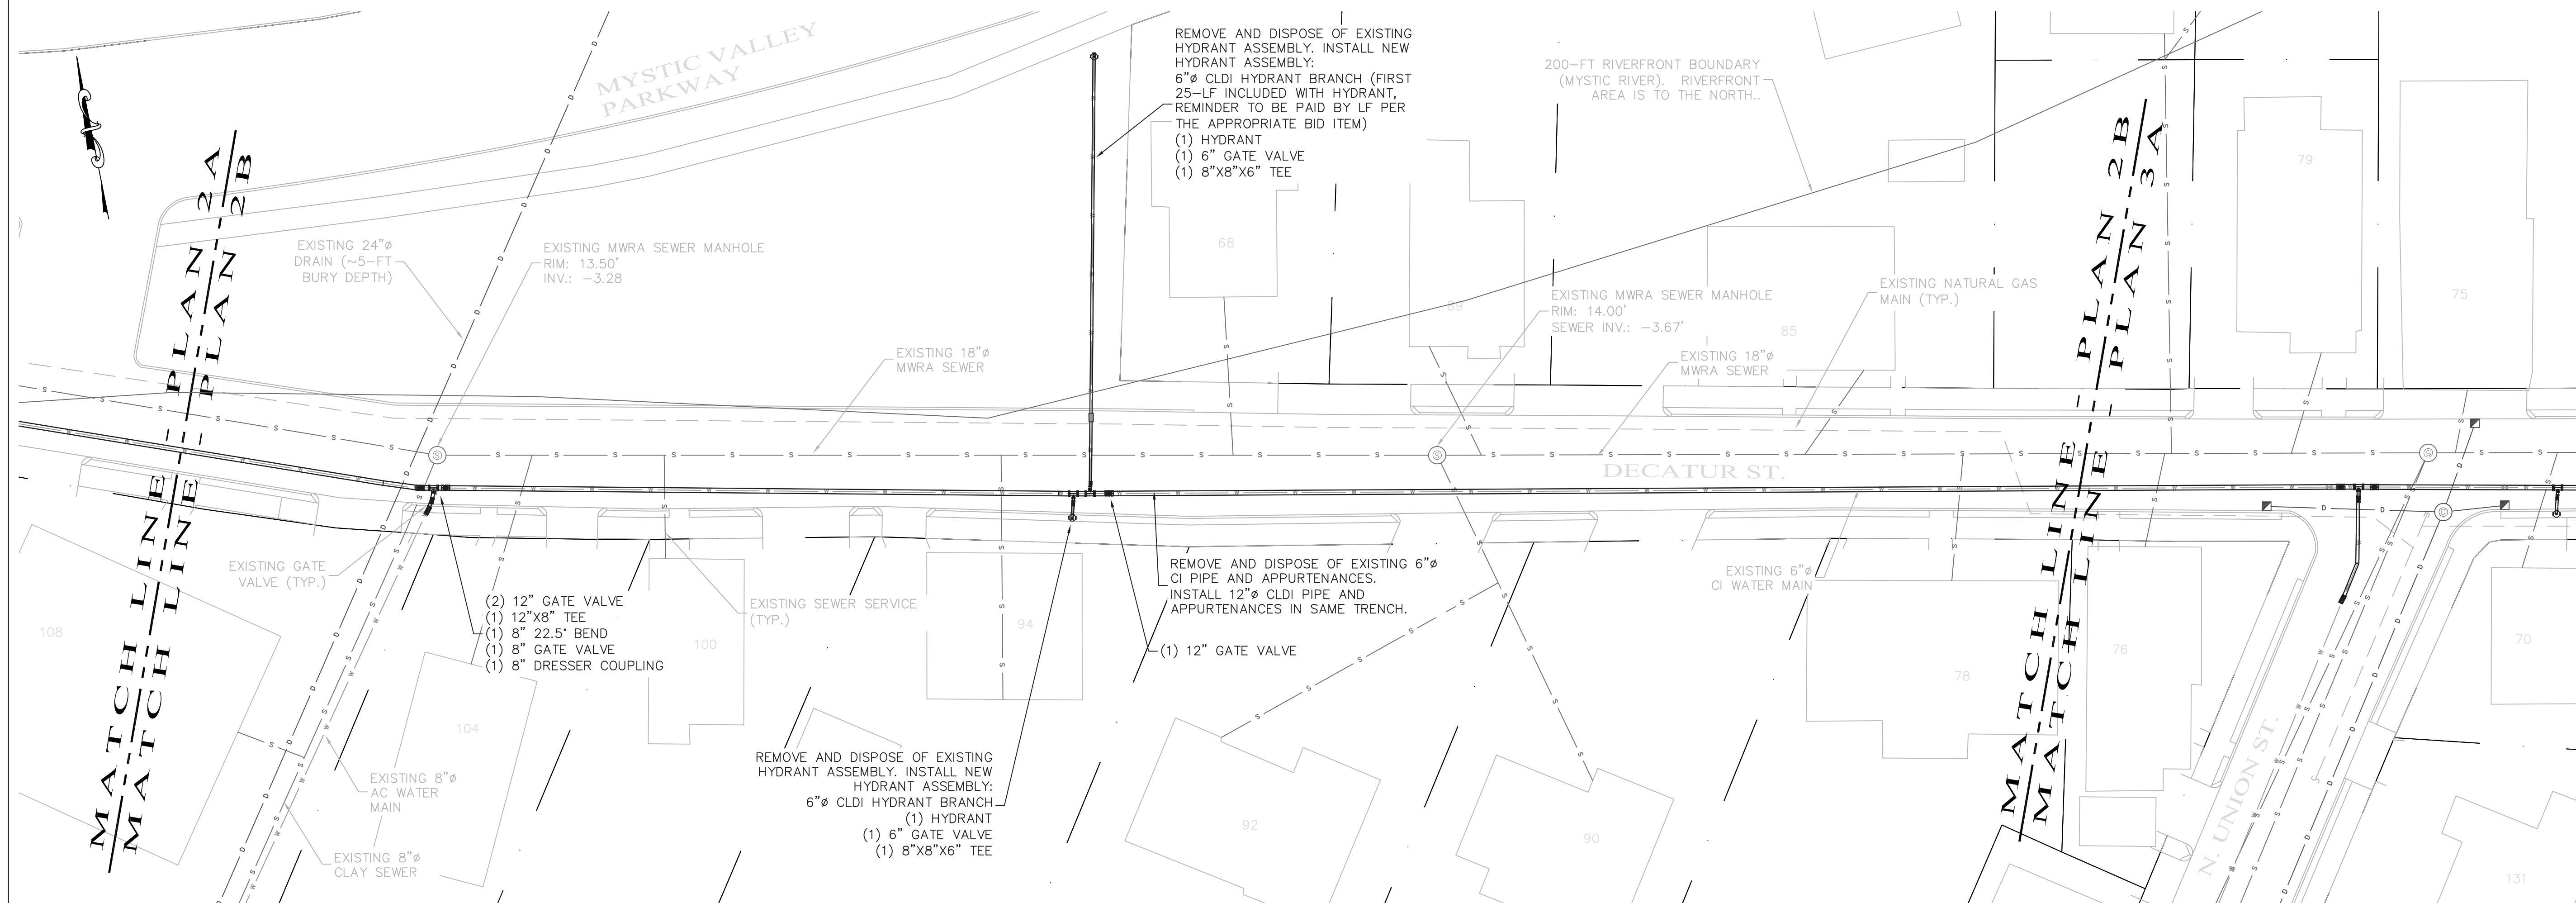 MYSTIC VALLEY
PARKWAY
REMOVE AND DISPOSE OF EXISTING
HYDRANT ASSEMBLY. INSTALL NEW
HYDRANT ASSEMBLY:
6"ø CLDI HYDRANT BRANCH (FIRST
25-LF INCLUDED WITH HYDRANT,
REMINDER TO BE PAID BY LF PER
THE APPROPRIATE BID ITEM)
(1) HYDRANT
(1) 6" GATE VALVE
(1) 8"X8"X6" TEE
200-FT RIVERFRONT BOUNDARY
(MYSTIC RIVER). RIVERFRONT
AREA IS TO THE NORTH..
MATCH LINE - PLAN 2A
MATCH LINE - PLAN 2B
MATCH LINE - PLAN 2B
MATCH LINE - PLAN 3A
EXISTING 24"ø
DRAIN (~5-FT
BURY DEPTH)
EXISTING MWRA SEWER MANHOLE
RIM: 13.50'
INV.: -3.28
68
89
85
79
75
EXISTING MWRA SEWER MANHOLE
RIM: 14.00'
SEWER INV.: -3.67'
EXISTING NATURAL GAS
MAIN (TYP.)
EXISTING 18"ø
MWRA SEWER
EXISTING 18"ø
MWRA SEWER
DECATUR ST.
EXISTING GATE
VALVE (TYP.)
(2) 12" GATE VALVE
(1) 12"X8" TEE
(1) 8" 22.5° BEND
(1) 8" GATE VALVE
(1) 8" DRESSER COUPLING
EXISTING SEWER SERVICE
(TYP.)
REMOVE AND DISPOSE OF EXISTING 6"ø
CI PIPE AND APPURTENANCES.
INSTALL 12"ø CLDI PIPE AND
APPURTENANCES IN SAME TRENCH.
(1) 12" GATE VALVE
EXISTING 6"ø
CI WATER MAIN
108
104
100
94
92
90
78
76
70
131
REMOVE AND DISPOSE OF EXISTING
HYDRANT ASSEMBLY. INSTALL NEW
HYDRANT ASSEMBLY:
6"ø CLDI HYDRANT BRANCH
(1) HYDRANT
(1) 6" GATE VALVE
(1) 8"X8"X6" TEE
EXISTING 8"ø
AC WATER
MAIN
EXISTING 8"ø
CLAY SEWER
N. UNION ST.